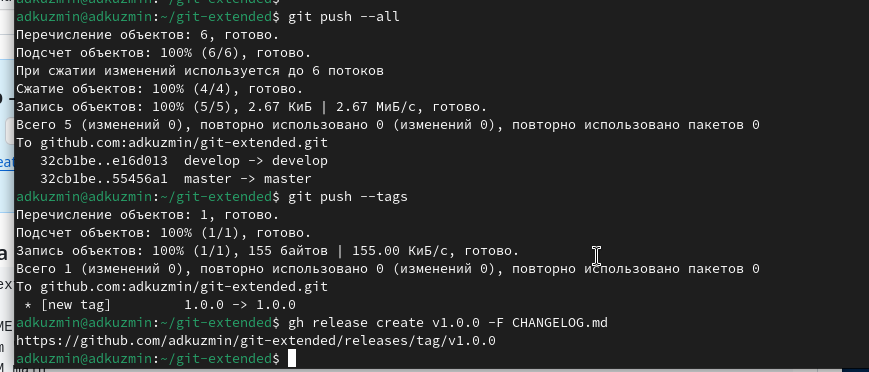 adkuzmin@adkuzmin:~/git-extended$ git push --all
Перечисление объектов: 6, готово.
Подсчет объектов: 100% (6/6), готово.
При сжатии изменений используется до 6 потоков
Сжатие объектов: 100% (4/4), готово.
Запись объектов: 100% (5/5), 2.67 КиБ | 2.67 МиБ/с, готово.
Всего 5 (изменений 0), повторно использовано 0 (изменений 0), повторно использовано пакетов 0
To github.com:adkuzmin/git-extended.git
   32cb1be..e16d013  develop -> develop
   32cb1be..55456a1  master -> master
adkuzmin@adkuzmin:~/git-extended$ git push --tags
Перечисление объектов: 1, готово.
Подсчет объектов: 100% (1/1), готово.
Запись объектов: 100% (1/1), 155 байтов | 155.00 КиБ/с, готово.
Всего 1 (изменений 0), повторно использовано 0 (изменений 0), повторно использовано пакетов 0
To github.com:adkuzmin/git-extended.git
 * [new tag]         1.0.0 -> 1.0.0
adkuzmin@adkuzmin:~/git-extended$ gh release create v1.0.0 -F CHANGELOG.md
https://github.com/adkuzmin/git-extended/releases/tag/v1.0.0
adkuzmin@adkuzmin:~/git-extended$